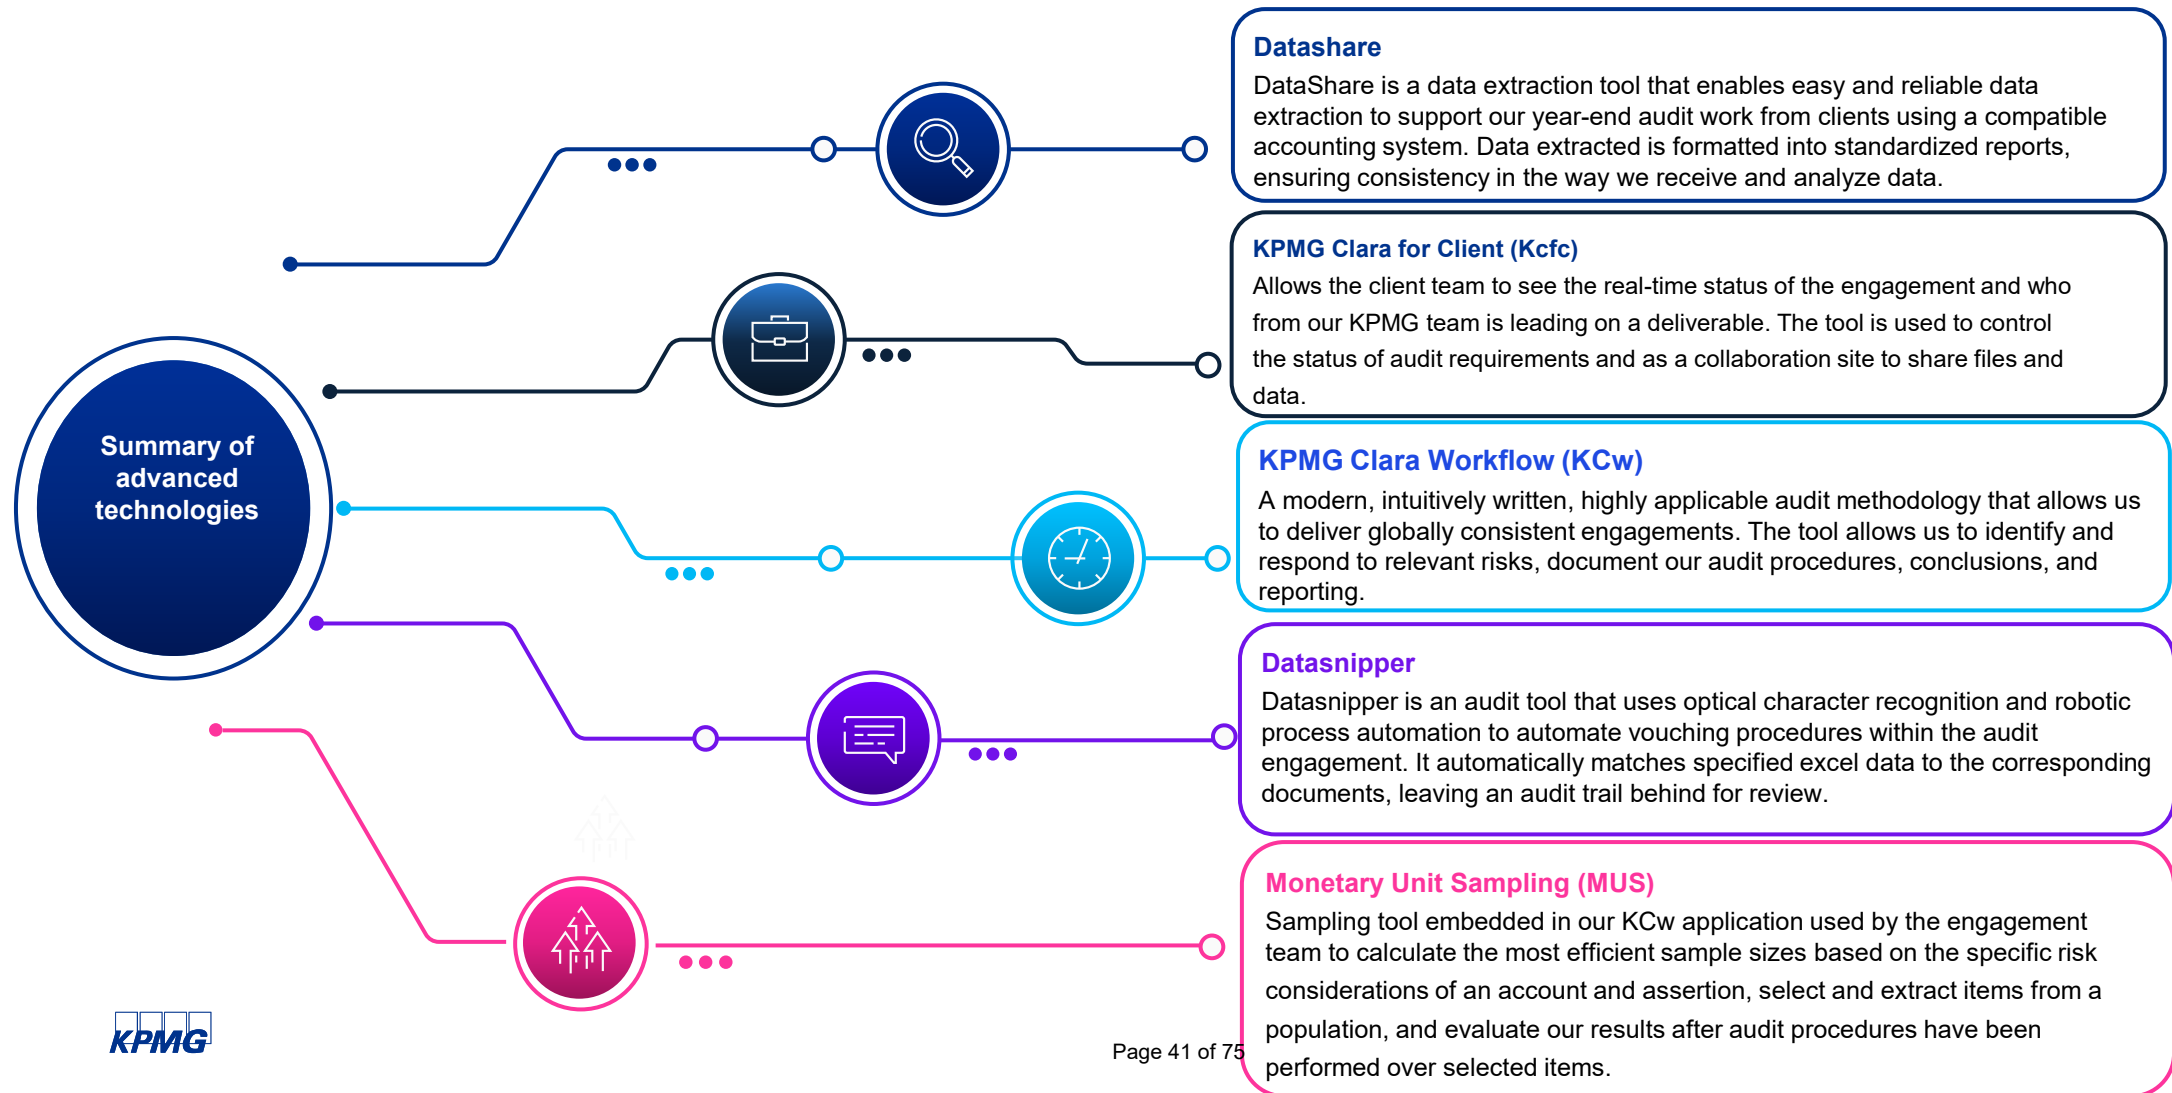 Summary of
advanced
technologies
Datashare
DataShare is a data extraction tool that enables easy and reliable data
extraction to support our year-end audit work from clients using a compatible
accounting system. Data extracted is formatted into standardized reports,
ensuring consistency in the way we receive and analyze data.
KPMG Clara for Client (Kcfc)
Allows the client team to see the real-time status of the engagement and who
from our KPMG team is leading on a deliverable. The tool is used to control
the status of audit requirements and as a collaboration site to share files and
data.
KPMG Clara Workflow (KCw)
A modern, intuitively written, highly applicable audit methodology that allows us
to deliver globally consistent engagements. The tool allows us to identify and
respond to relevant risks, document our audit procedures, conclusions, and
reporting.
Datasnipper
Datasnipper is an audit tool that uses optical character recognition and robotic
process automation to automate vouching procedures within the audit
engagement. It automatically matches specified excel data to the corresponding
documents, leaving an audit trail behind for review.
Monetary Unit Sampling (MUS)
Sampling tool embedded in our KCw application used by the engagement
team to calculate the most efficient sample sizes based on the specific risk
considerations of an account and assertion, select and extract items from a
population, and evaluate our results after audit procedures have been
performed over selected items.
KPMG
Page 41 of 75